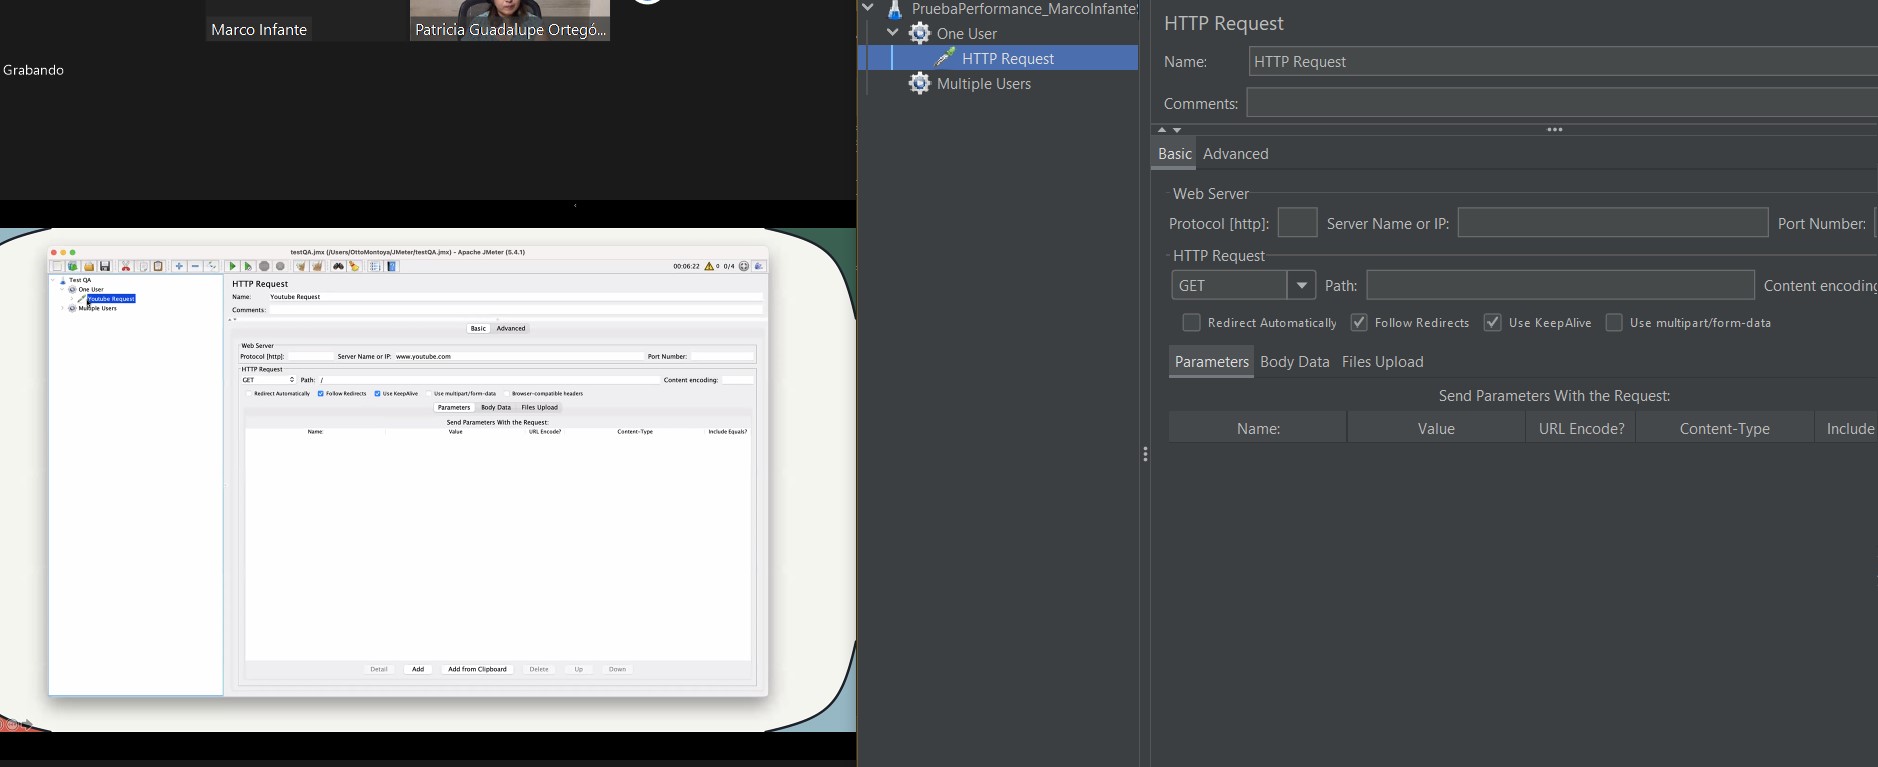 Marco Infante
Patricia Guadalupe Ortegó...
Grabando
testQA.jmx (/Users/OttoMontoya/JMeter/testQA.jmx) - Apache JMeter (5.4.1)
00:06:22 0 0/4
Test QA
One User
Youtube Request
Multiple Users
HTTP Request
Name: Youtube Request
Comments:
Basic Advanced
Web Server
Protocol [http]: Server Name or IP: www.youtube.com Port Number:
HTTP Request
GET Path: / Content encoding:
Redirect Automatically Follow Redirects Use KeepAlive Use multipart/form-data Browser-compatible headers
Parameters Body Data Files Upload
Send Parameters With the Request:
Name: Value URL Encode? Content-Type Include Equals?
Detail Add Add from Clipboard Delete Up Down
PruebaPerformance_MarcoInfante
One User
HTTP Request
Multiple Users
HTTP Request
Name: HTTP Request
Comments:
Basic Advanced
Web Server
Protocol [http]: Server Name or IP: Port Number:
HTTP Request
GET Path: Content encoding
Redirect Automatically Follow Redirects Use KeepAlive Use multipart/form-data
Parameters Body Data Files Upload
Send Parameters With the Request:
Name: Value URL Encode? Content-Type Include